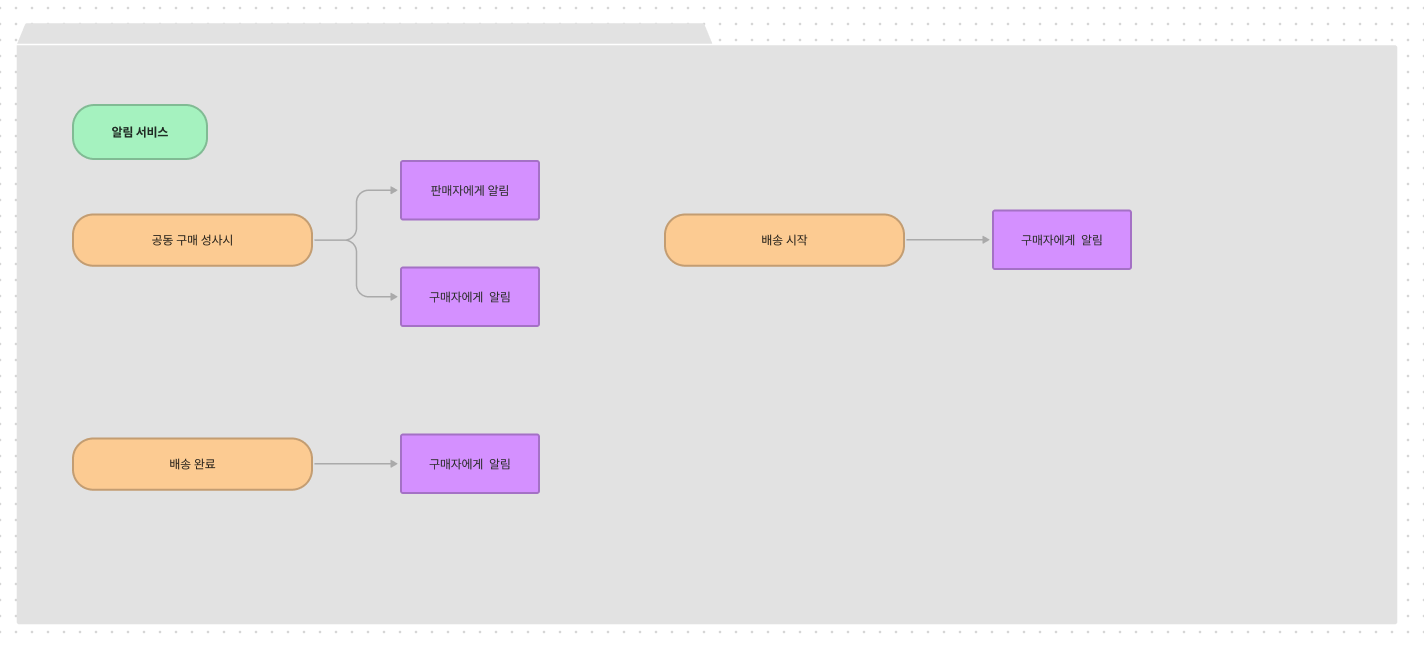 알림 서비스
판매자에게 알림
공동 구매 성사시
구매자에게  알림
배송 시작
구매자에게  알림
배송 완료
구매자에게  알림